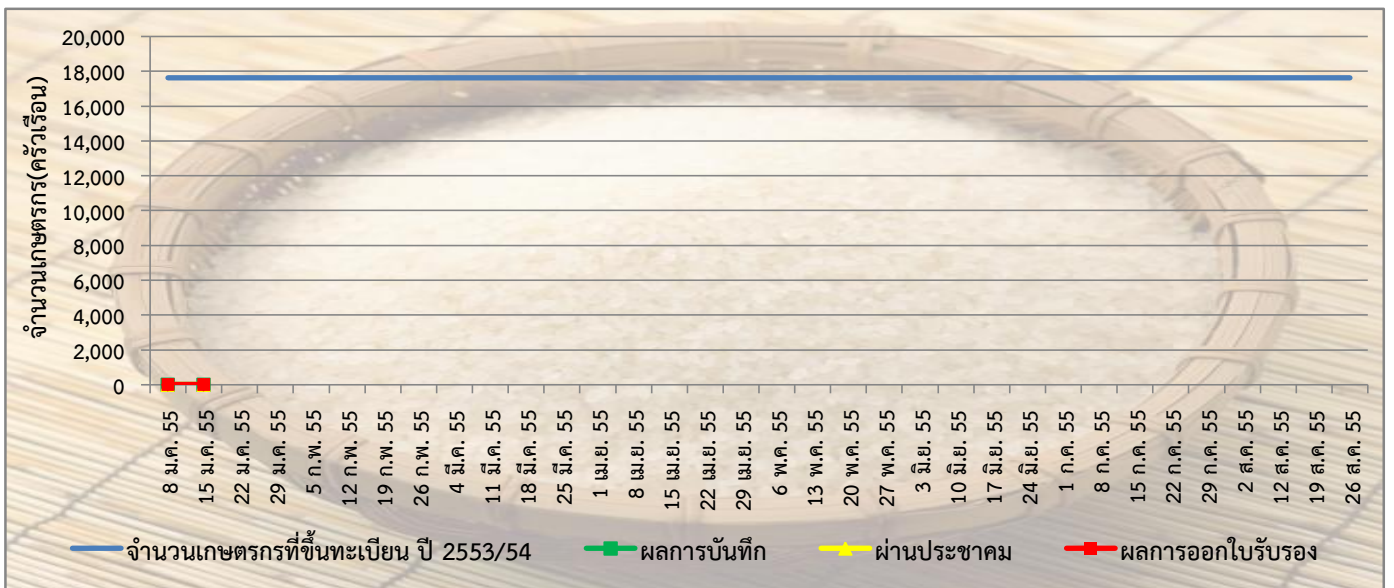 จำนวนเกษตรกร(ครัวเรือน)
20,000
18,000
16,000
14,000
12,000
10,000
8,000
6,000
4,000
2,000
0
8 ม.ค. 55
15 ม.ค. 55
22 ม.ค. 55
29 ม.ค. 55
5 ก.พ. 55
12 ก.พ. 55
19 ก.พ. 55
26 ก.พ. 55
4 มี.ค. 55
11 มี.ค. 55
18 มี.ค. 55
25 มี.ค. 55
1 เม.ย. 55
8 เม.ย. 55
15 เม.ย. 55
22 เม.ย. 55
29 เม.ย. 55
6 พ.ค. 55
13 พ.ค. 55
20 พ.ค. 55
27 พ.ค. 55
3 มิ.ย. 55
10 มิ.ย. 55
17 มิ.ย. 55
24 มิ.ย. 55
1 ก.ค. 55
8 ก.ค. 55
15 ก.ค. 55
22 ก.ค. 55
29 ก.ค. 55
2 ส.ค. 55
12 ส.ค. 55
19 ส.ค. 55
26 ส.ค. 55
จำนวนเกษตรกรที่ขึ้นทะเบียน ปี 2553/54
ผลการบันทึก
ผ่านประชาคม
ผลการออกใบรับรอง